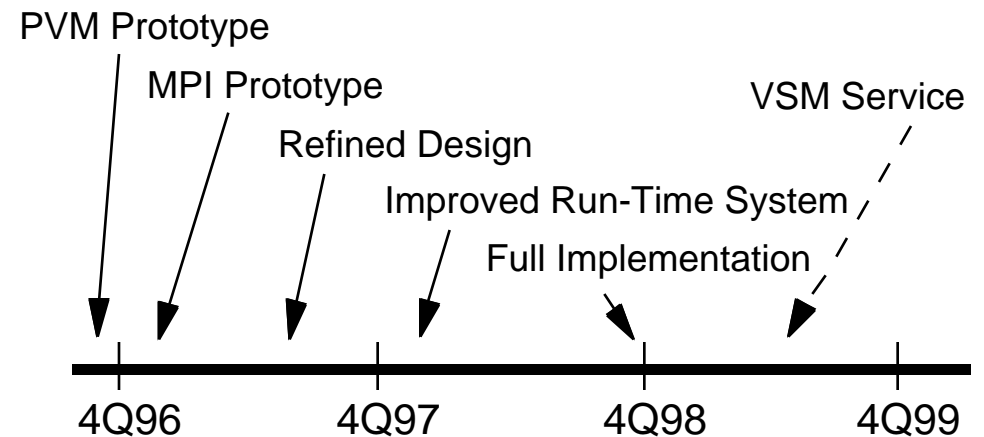 PVM Prototype
MPI Prototype
VSM Service
Refined Design
Improved Run-Time System
Full Implementation
4Q96 4Q97 4Q98 4Q99